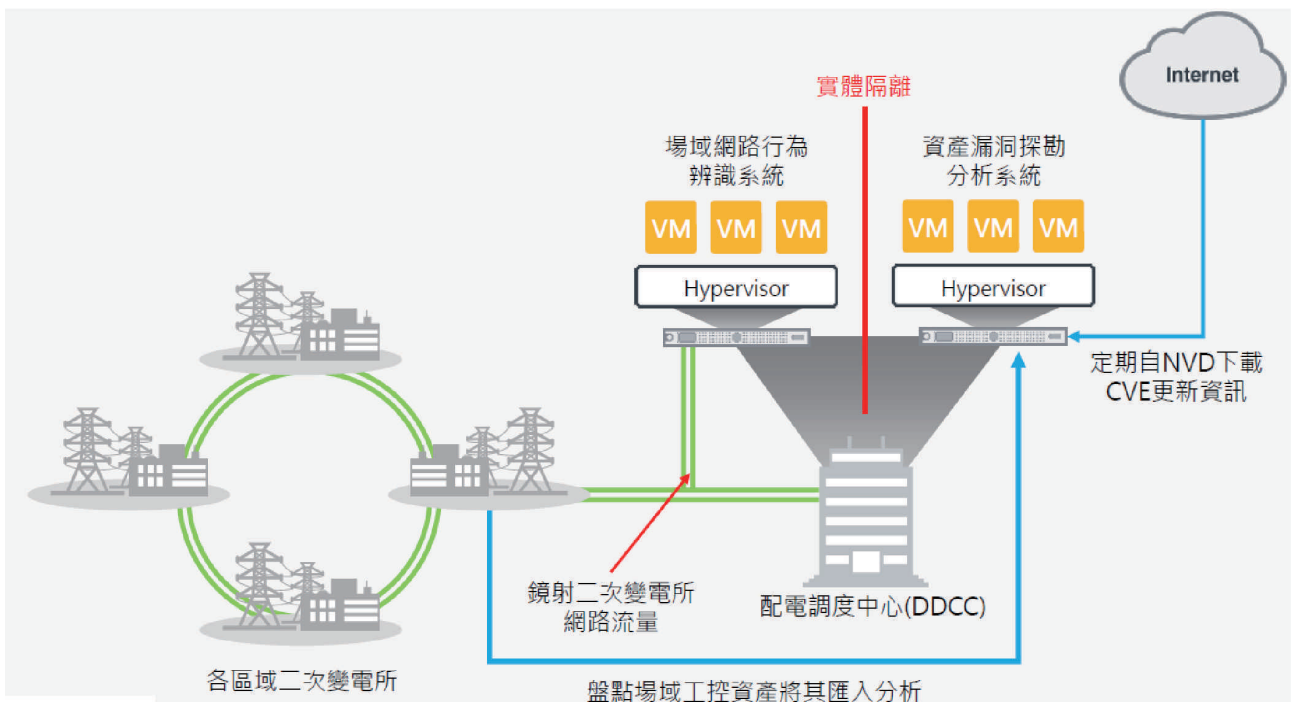 Internet
實體隔離
場域網路行為
辨識系統
資產漏洞探勘
分析系統
VM VM VM
VM VM VM
Hypervisor
Hypervisor
定期自NVD下載
CVE更新資訊
鏡射二次變電所
網路流量
配電調度中心(DDCC)
各區域二次變電所
盤點場域工控資產將其匯入分析